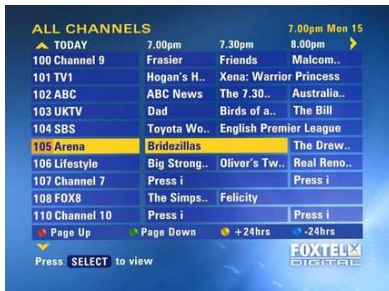 ALL CHANNELS 7.00pm Mon 15
TODAY 7.00pm 7.30pm 8.00pm
100 Channel 9 Frasier Friends Malcom..
101 TV1 Hogan's H.. Xena: Warrior Princess
102 ABC ABC News The 7.30.. Australia..
103 UKTV Dad Birds of a.. The Bill
104 SBS Toyota Wo.. English Premier League
105 Arena Bridezillas The Drew..
106 Lifestyle Big Strong.. Oliver's Tw.. Real Reno..
107 Channel 7 Press i Press i
108 FOX8 The Simps.. Felicity
110 Channel 10 Press i Press i
Page Up Page Down +24hrs -24hrs
Press SELECT to view FOXTEL
DIGITAL